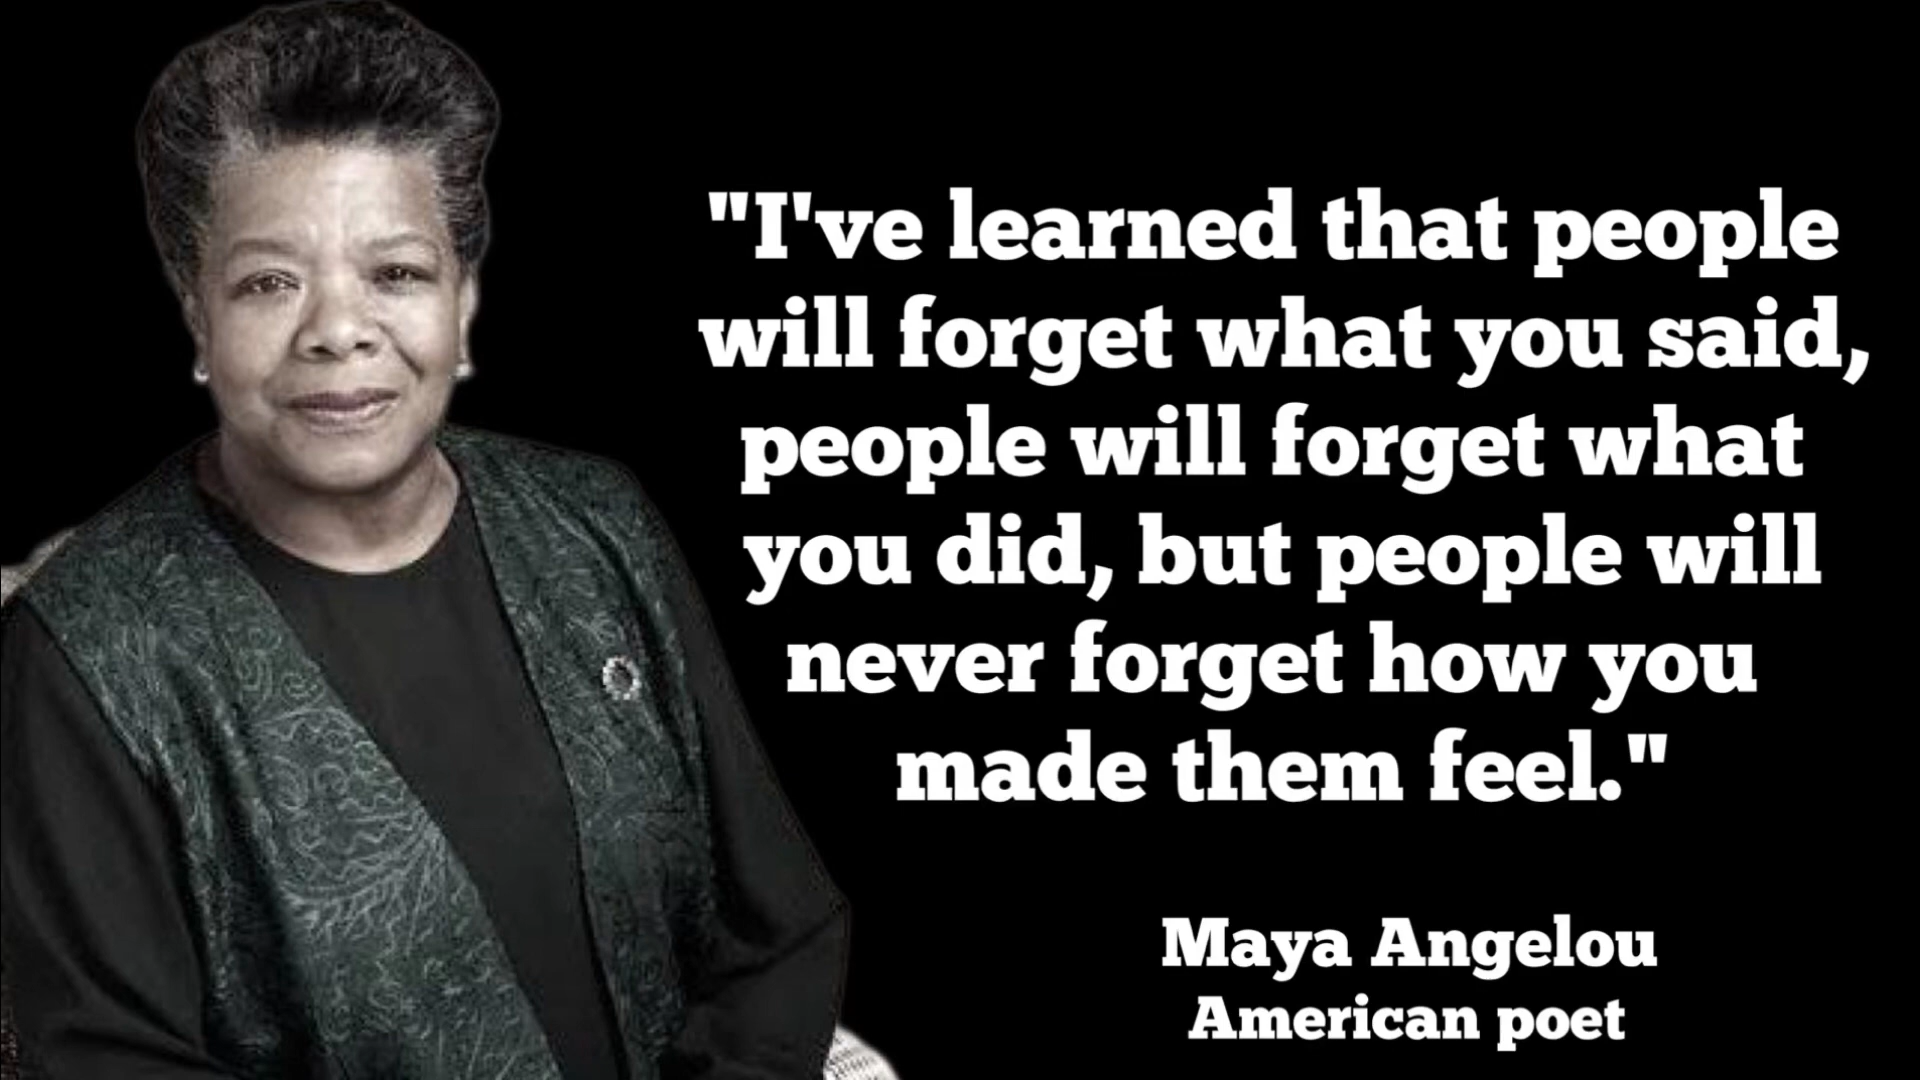 "I've learned that people
will forget what you said,
people will forget what
you did, but people will
never forget how you
made them feel."
Maya Angelou
American poet